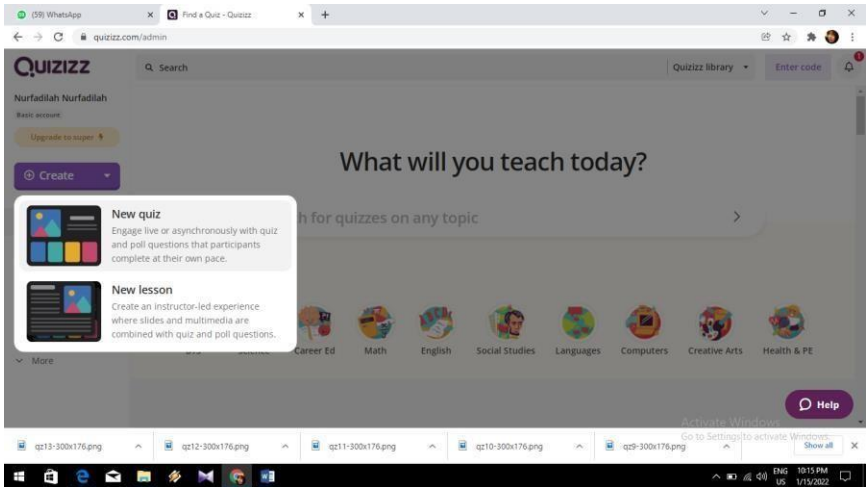 (59) WhatsApp
Find a Quiz - Quizizz
quizizz.com/admin
QUIZIZZ
Search
Quizizz library
Enter code
Nurfadilah Nurfadilah
Basic account
Upgrade to super
Create
What will you teach today?
h for quizzes on any topic
New quiz
Engage live or asynchronously with quiz
and poll questions that participants
complete at their own pace.
New lesson
Create an instructor-led experience
where slides and multimedia are
combined with quiz and poll questions.
Career Ed
Math
English
Social Studies
Languages
Computers
Creative Arts
Health & PE
More
Help
Activate Windows
Go to Settings to activate Windows.
qz13-300x176.png
qz12-300x176.png
qz11-300x176.png
qz10-300x176.png
qz9-300x176.png
Show all
ENG
US
10:15 PM
1/15/2022